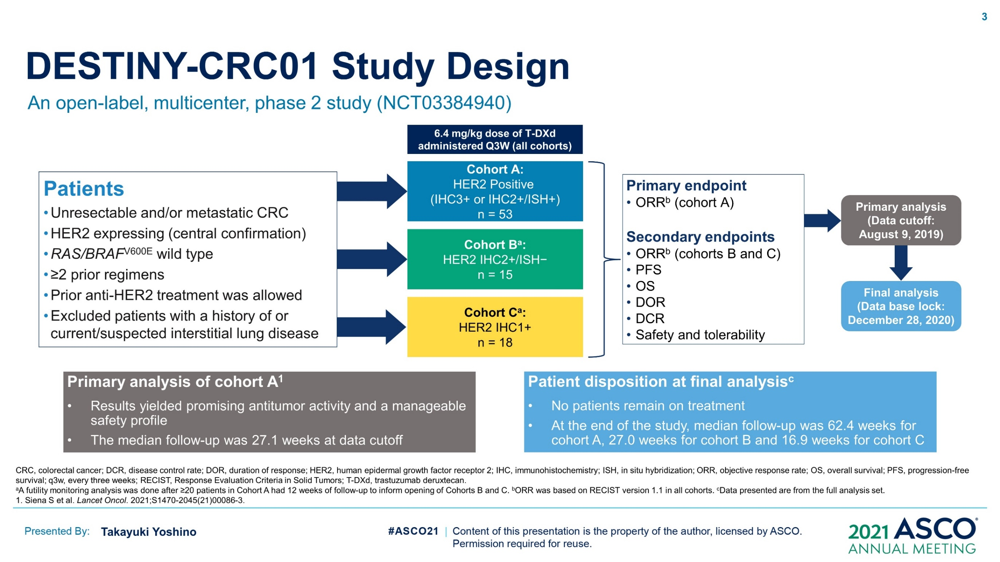 3
DESTINY-CRC01 Study Design
An open-label, multicenter, phase 2 study (NCT03384940)
6.4 mg/kg dose of T-DXd
administered Q3W (all cohorts)
Patients
• Unresectable and/or metastatic CRC
• HER2 expressing (central confirmation)
• RAS/BRAFⱽ⁶⁰⁰ᴱ wild type
• ≥2 prior regimens
• Prior anti-HER2 treatment was allowed
• Excluded patients with a history of or
current/suspected interstitial lung disease
Cohort A:
HER2 Positive
(IHC3+ or IHC2+/ISH+)
n = 53
Cohort Bᵃ:
HER2 IHC2+/ISH−
n = 15
Cohort Cᵃ:
HER2 IHC1+
n = 18
Primary endpoint
• ORRᵇ (cohort A)
Secondary endpoints
• ORRᵇ (cohorts B and C)
• PFS
• OS
• DOR
• DCR
• Safety and tolerability
Primary analysis
(Data cutoff:
August 9, 2019)
Final analysis
(Data base lock:
December 28, 2020)
Primary analysis of cohort A¹
• Results yielded promising antitumor activity and a manageable
safety profile
• The median follow-up was 27.1 weeks at data cutoff
Patient disposition at final analysisᶜ
• No patients remain on treatment
• At the end of the study, median follow-up was 62.4 weeks for
cohort A, 27.0 weeks for cohort B and 16.9 weeks for cohort C
CRC, colorectal cancer; DCR, disease control rate; DOR, duration of response; HER2, human epidermal growth factor receptor 2; IHC, immunohistochemistry; ISH, in situ hybridization; ORR, objective response rate; OS, overall survival; PFS, progression-free
survival; q3w, every three weeks; RECIST, Response Evaluation Criteria in Solid Tumors; T-DXd, trastuzumab deruxtecan.
ᵃA futility monitoring analysis was done after ≥20 patients in Cohort A had 12 weeks of follow-up to inform opening of Cohorts B and C. ᵇORR was based on RECIST version 1.1 in all cohorts. ᶜData presented are from the full analysis set.
1. Siena S et al. Lancet Oncol. 2021;S1470-2045(21)00086-3.
Presented By: Takayuki Yoshino
#ASCO21 | Content of this presentation is the property of the author, licensed by ASCO.
Permission required for reuse.
2021 ASCO®
ANNUAL MEETING